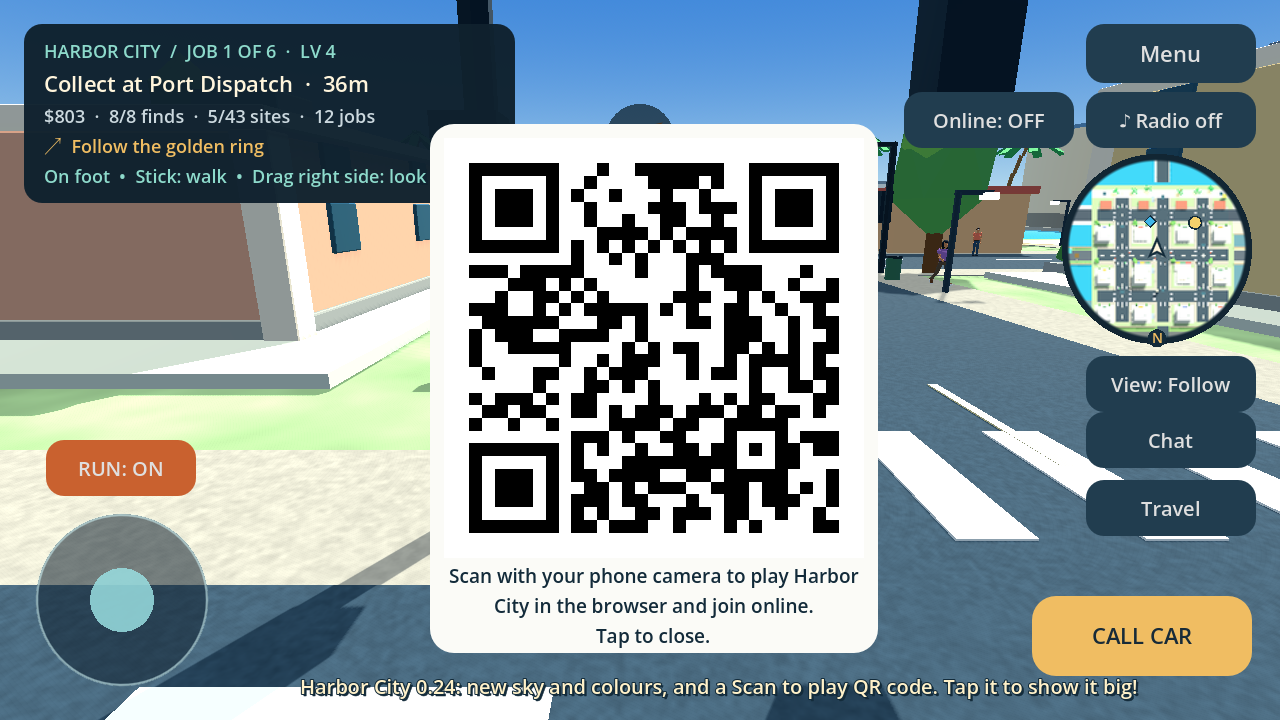 HARBOR CITY / JOB 1 OF 6 · LV 4
Collect at Port Dispatch · 36m
$803 · 8/8 finds · 5/43 sites · 12 jobs
↗ Follow the golden ring
On foot • Stick: walk • Drag right side: look
Menu
Online: OFF
♪ Radio off
N
View: Follow
Chat
Travel
RUN: ON
CALL CAR
Scan with your phone camera to play Harbor
City in the browser and join online.
Tap to close.
Harbor City 0.24: new sky and colours, and a Scan to play QR code. Tap it to show it big!